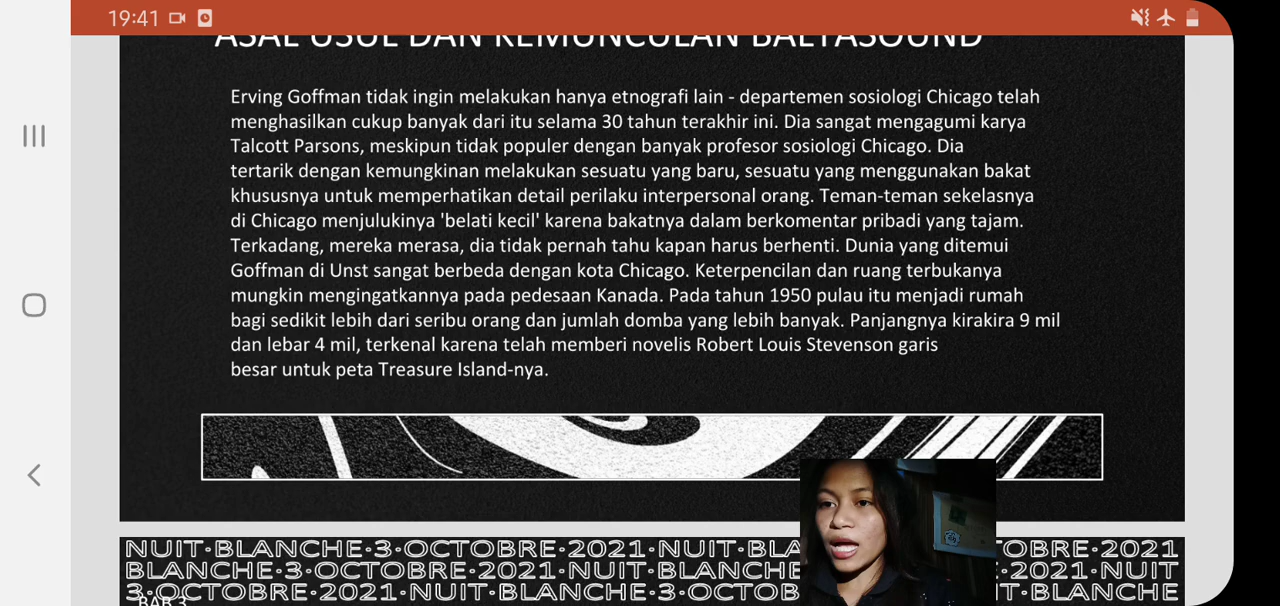 19:41
ASAL USUL DAN KEMUNCULAN BALTASOUND
Erving Goffman tidak ingin melakukan hanya etnografi lain - departemen sosiologi Chicago telah
menghasilkan cukup banyak dari itu selama 30 tahun terakhir ini. Dia sangat mengagumi karya
Talcott Parsons, meskipun tidak populer dengan banyak profesor sosiologi Chicago. Dia
tertarik dengan kemungkinan melakukan sesuatu yang baru, sesuatu yang menggunakan bakat
khususnya untuk memperhatikan detail perilaku interpersonal orang. Teman-teman sekelasnya
di Chicago menjulukinya 'belati kecil' karena bakatnya dalam berkomentar pribadi yang tajam.
Terkadang, mereka merasa, dia tidak pernah tahu kapan harus berhenti. Dunia yang ditemui
Goffman di Unst sangat berbeda dengan kota Chicago. Keterpencilan dan ruang terbukanya
mungkin mengingatkannya pada pedesaan Kanada. Pada tahun 1950 pulau itu menjadi rumah
bagi sedikit lebih dari seribu orang dan jumlah domba yang lebih banyak. Panjangnya kirakira 9 mil
dan lebar 4 mil, terkenal karena telah memberi novelis Robert Louis Stevenson garis
besar untuk peta Treasure Island-nya.
NUIT·BLANCHE·3·OCTOBRE·2021·NUIT·BLA OBRE·2021
BLANCHE·3·OCTOBRE·2021·NUIT·BLANCHE ·2021·NUIT
3·OCTOBRE·2021·NUIT·BLANCHE·3·OCTOB IT·BLANCHE
BAB 3